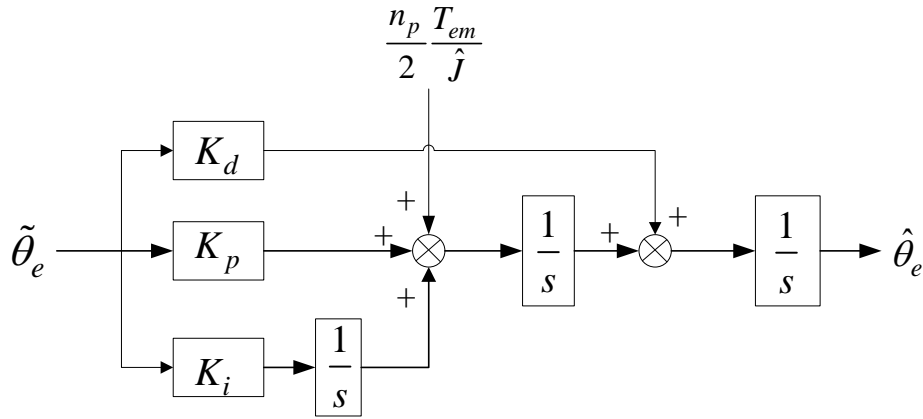 n_p/2 T_em/Ĵ
K_d
+ +
θ̃_e K_p + 1/s + 1/s θ̂_e
+
K_i 1/s